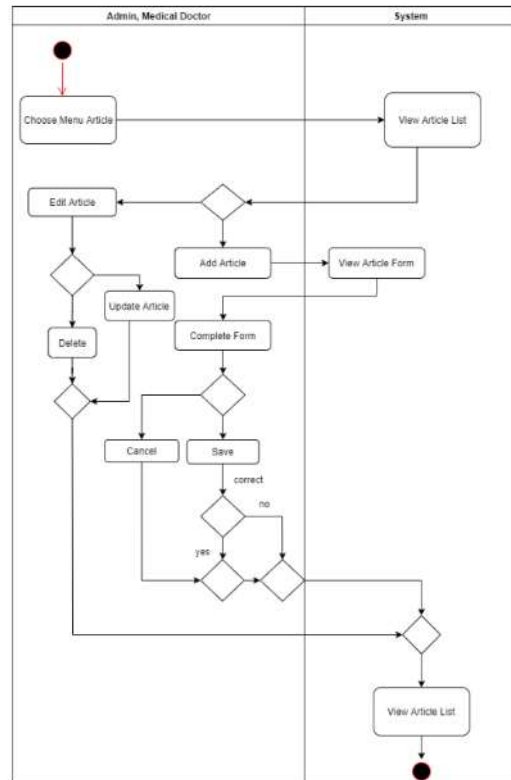 Admin, Medical Doctor
System
Choose Menu Article
View Article List
Edit Article
Add Article
View Article Form
Update Article
Delete
Complete Form
Cancel
Save
correct
no
yes
View Article List